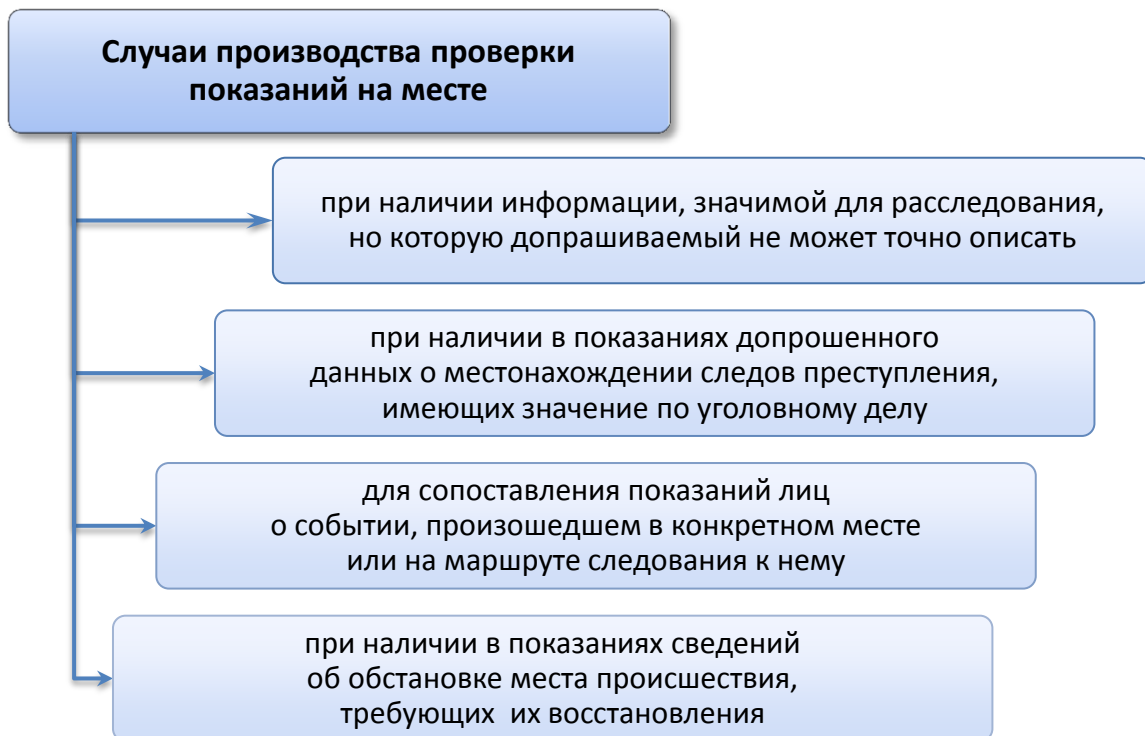 Случаи производства проверки
показаний на месте
при наличии информации, значимой для расследования,
но которую допрашиваемый не может точно описать
при наличии в показаниях допрошенного
данных о местонахождении следов преступления,
имеющих значение по уголовному делу
для сопоставления показаний лиц
о событии, произошедшем в конкретном месте
или на маршруте следования к нему
при наличии в показаниях сведений
об обстановке места происшествия,
требующих их восстановления